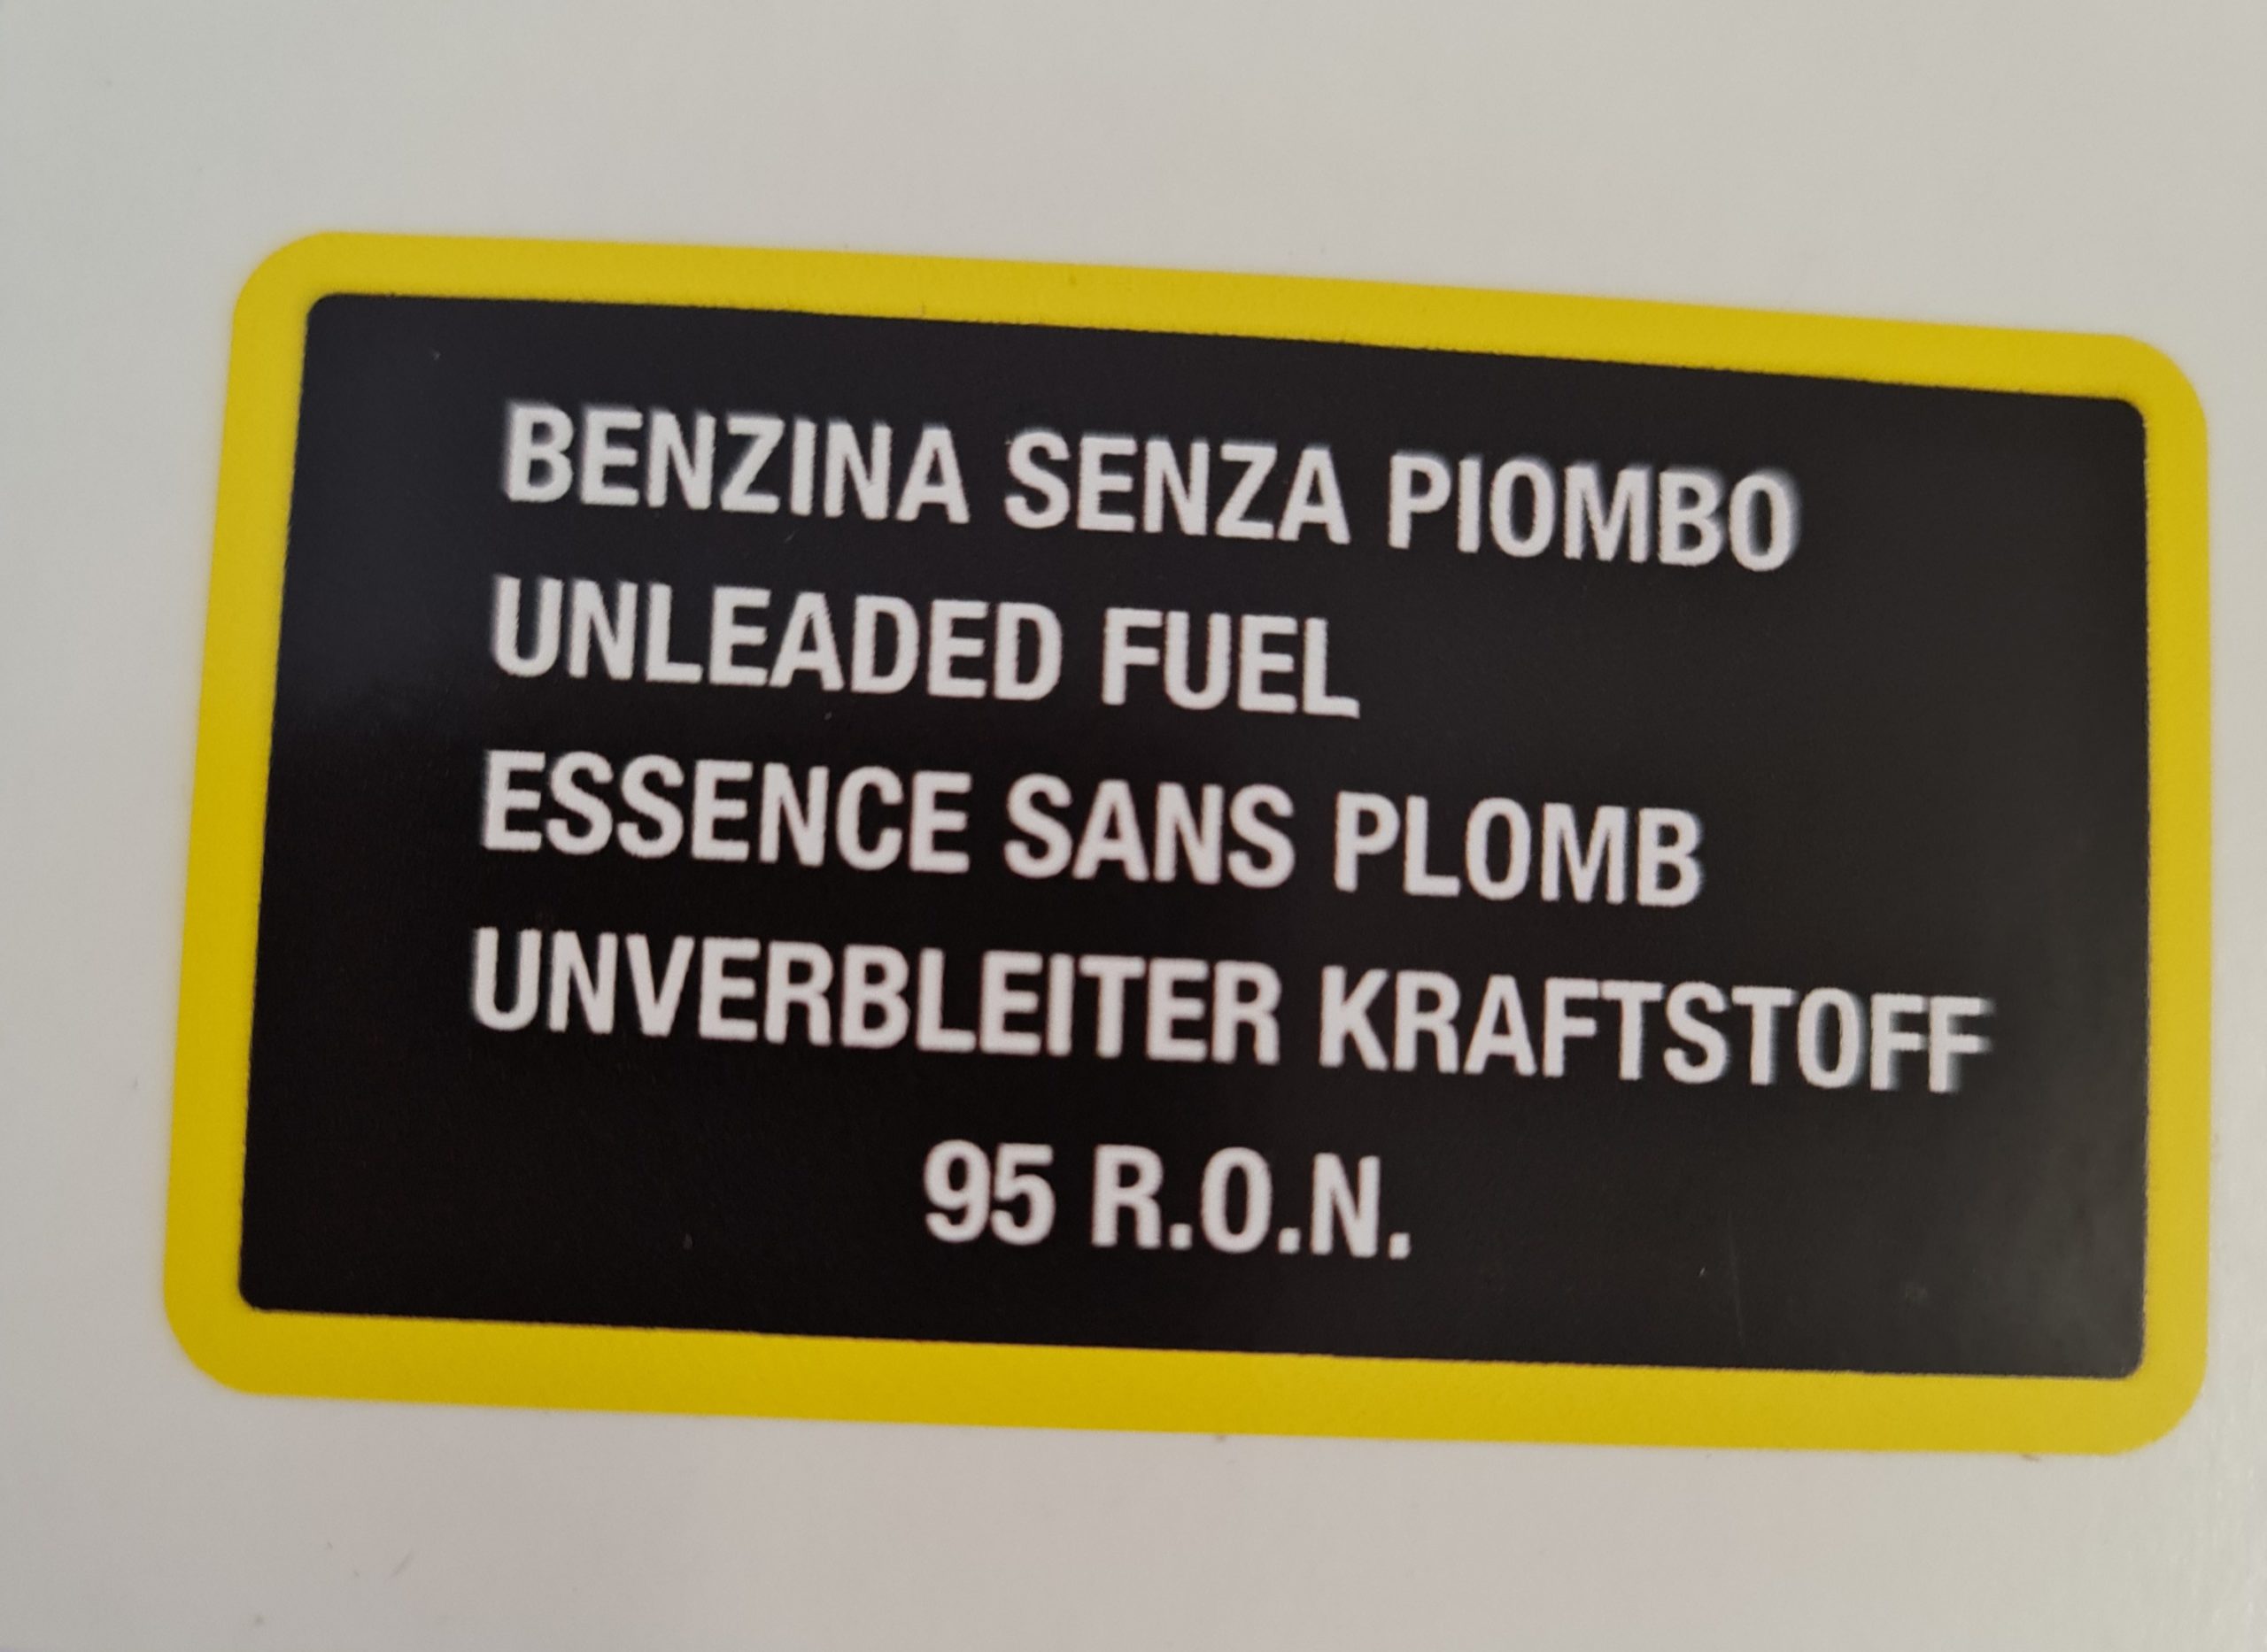 BENZINA SENZA PIOMBO
UNLEADED FUEL
ESSENCE SANS PLOMB
UNVERBLEITER KRAFTSTOFF
95 R.O.N.